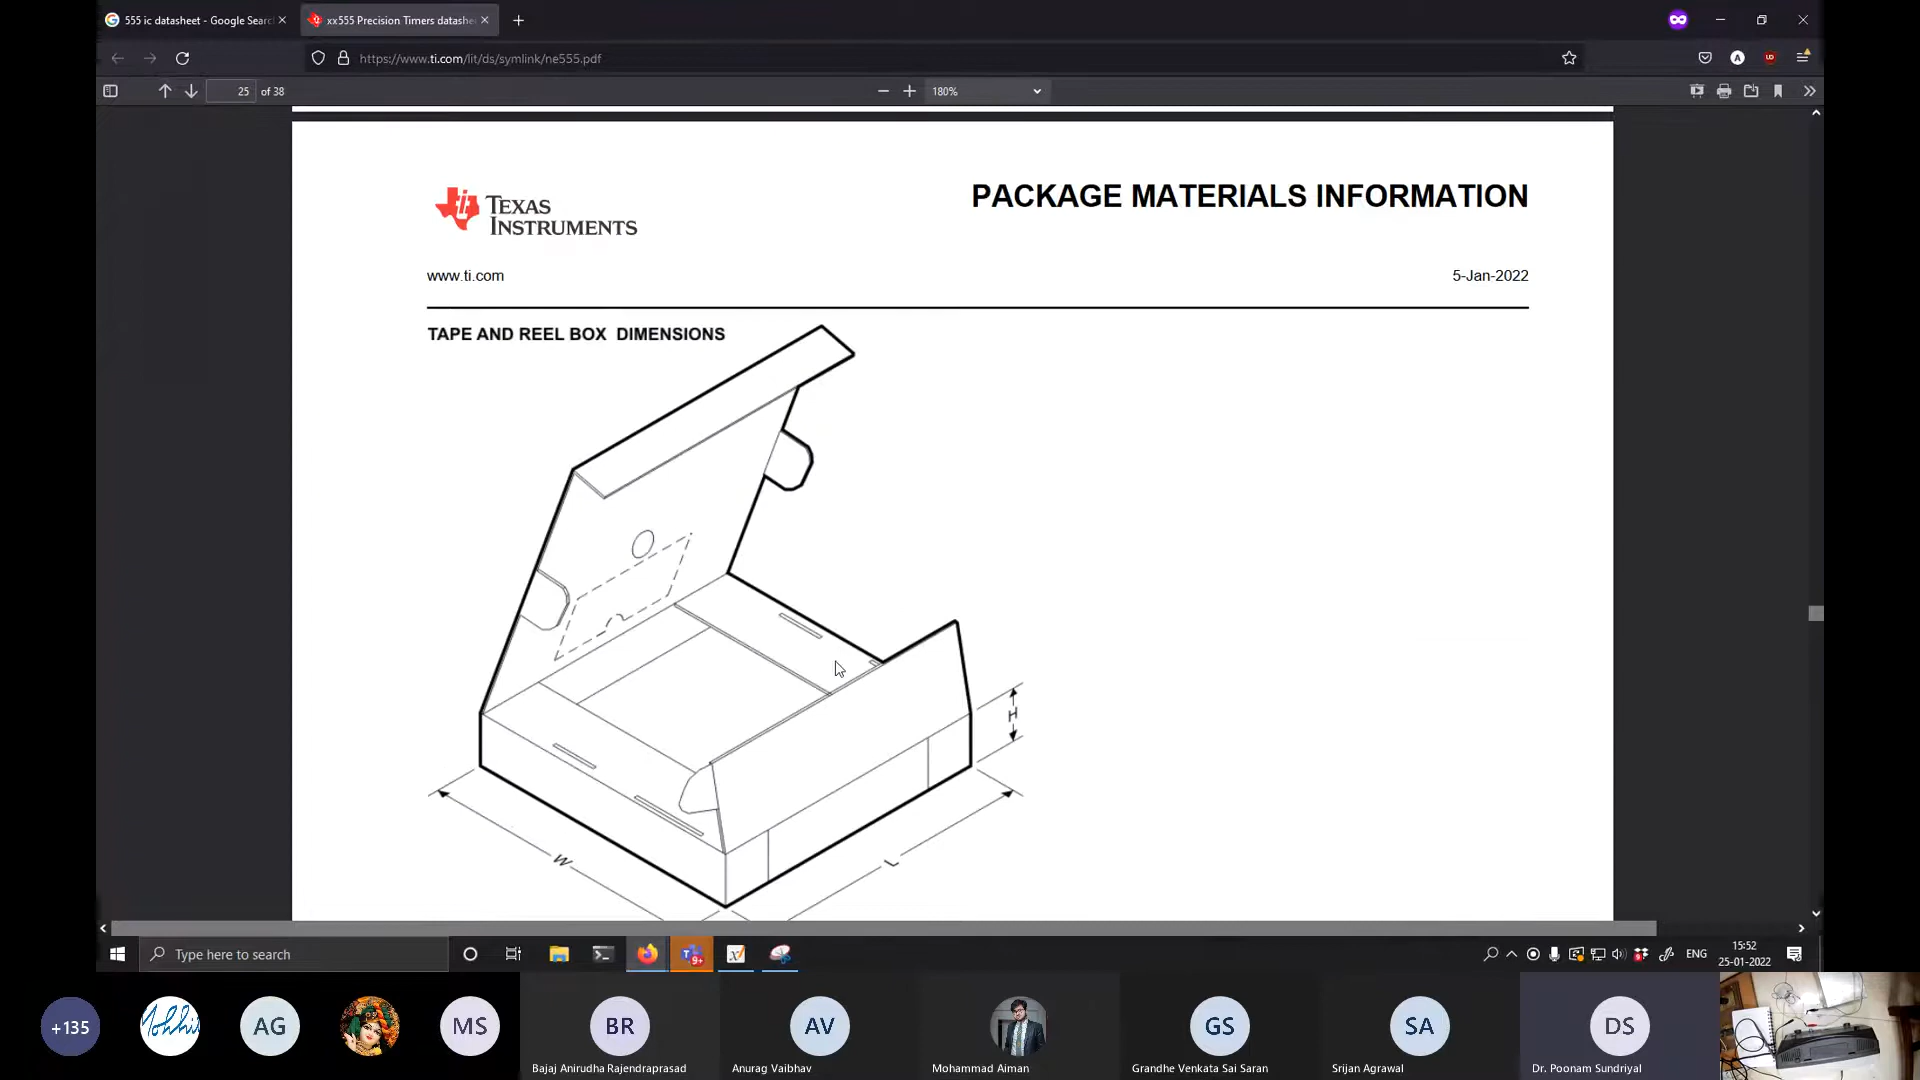 555 ic datasheet - Google Searc
xx555 Precision Timers datashe
https://www.ti.com/lit/ds/symlink/ne555.pdf
25 of 38
180%
TEXAS
INSTRUMENTS
PACKAGE MATERIALS INFORMATION
www.ti.com
5-Jan-2022
TAPE AND REEL BOX DIMENSIONS
H
W
L
Type here to search
9+
ENG
15:52
25-01-2022
+135
Mohhit
AG
MS
BR
AV
GS
SA
DS
Bajaj Anirudha Rajendraprasad
Anurag Vaibhav
Mohammad Aiman
Grandhe Venkata Sai Saran
Srijan Agrawal
Dr. Poonam Sundriyal